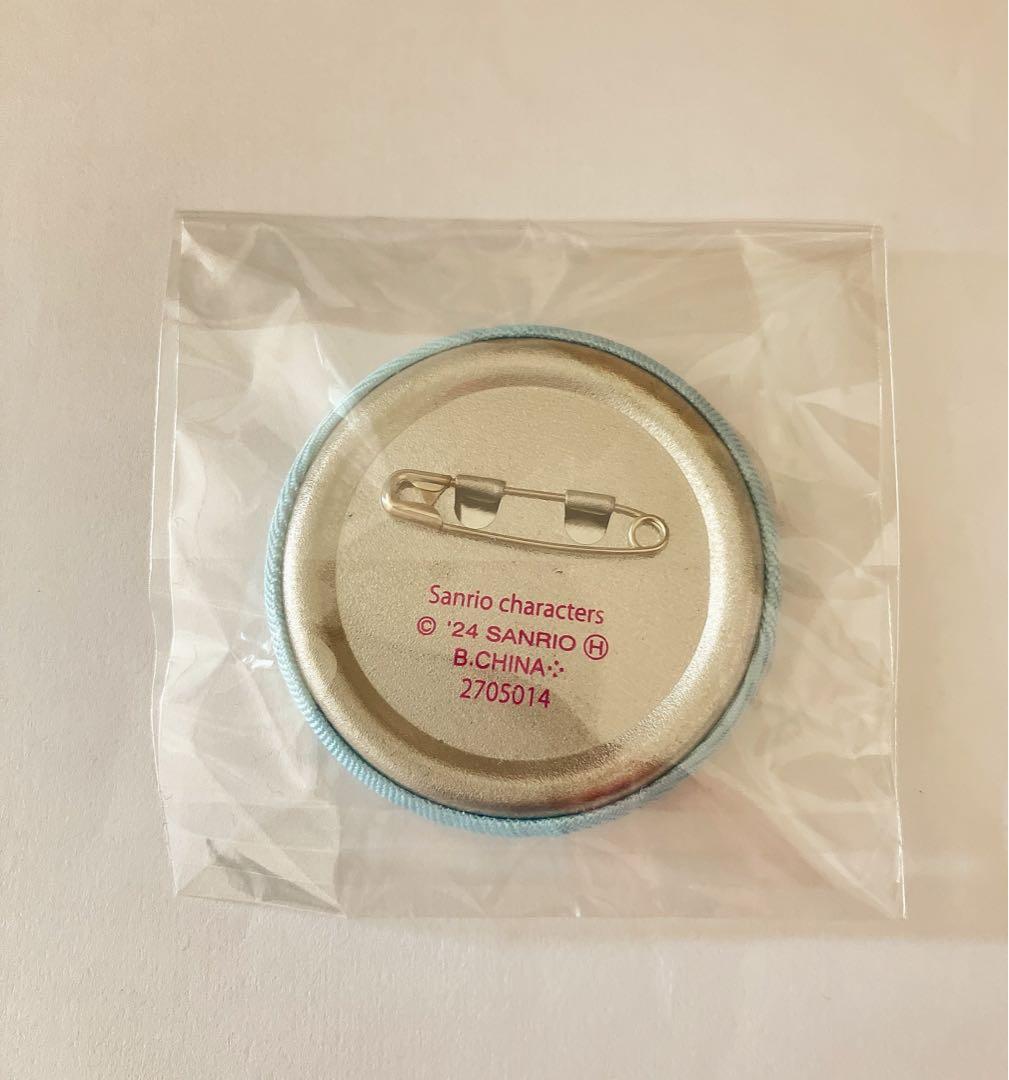 Sanrio characters
© '24 SANRIO Ⓗ
B.CHINA⁘
2705014